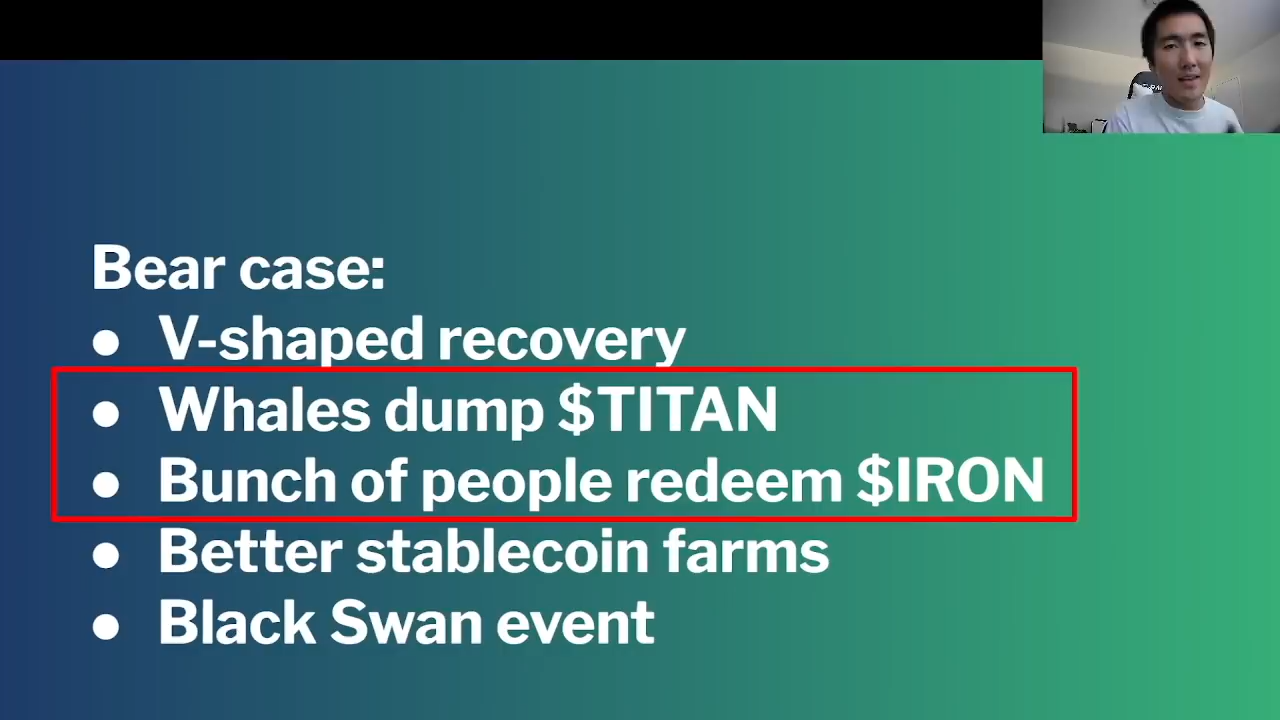 Bear case:
● V-shaped recovery
● Whales dump $TITAN
● Bunch of people redeem $IRON
● Better stablecoin farms
● Black Swan event